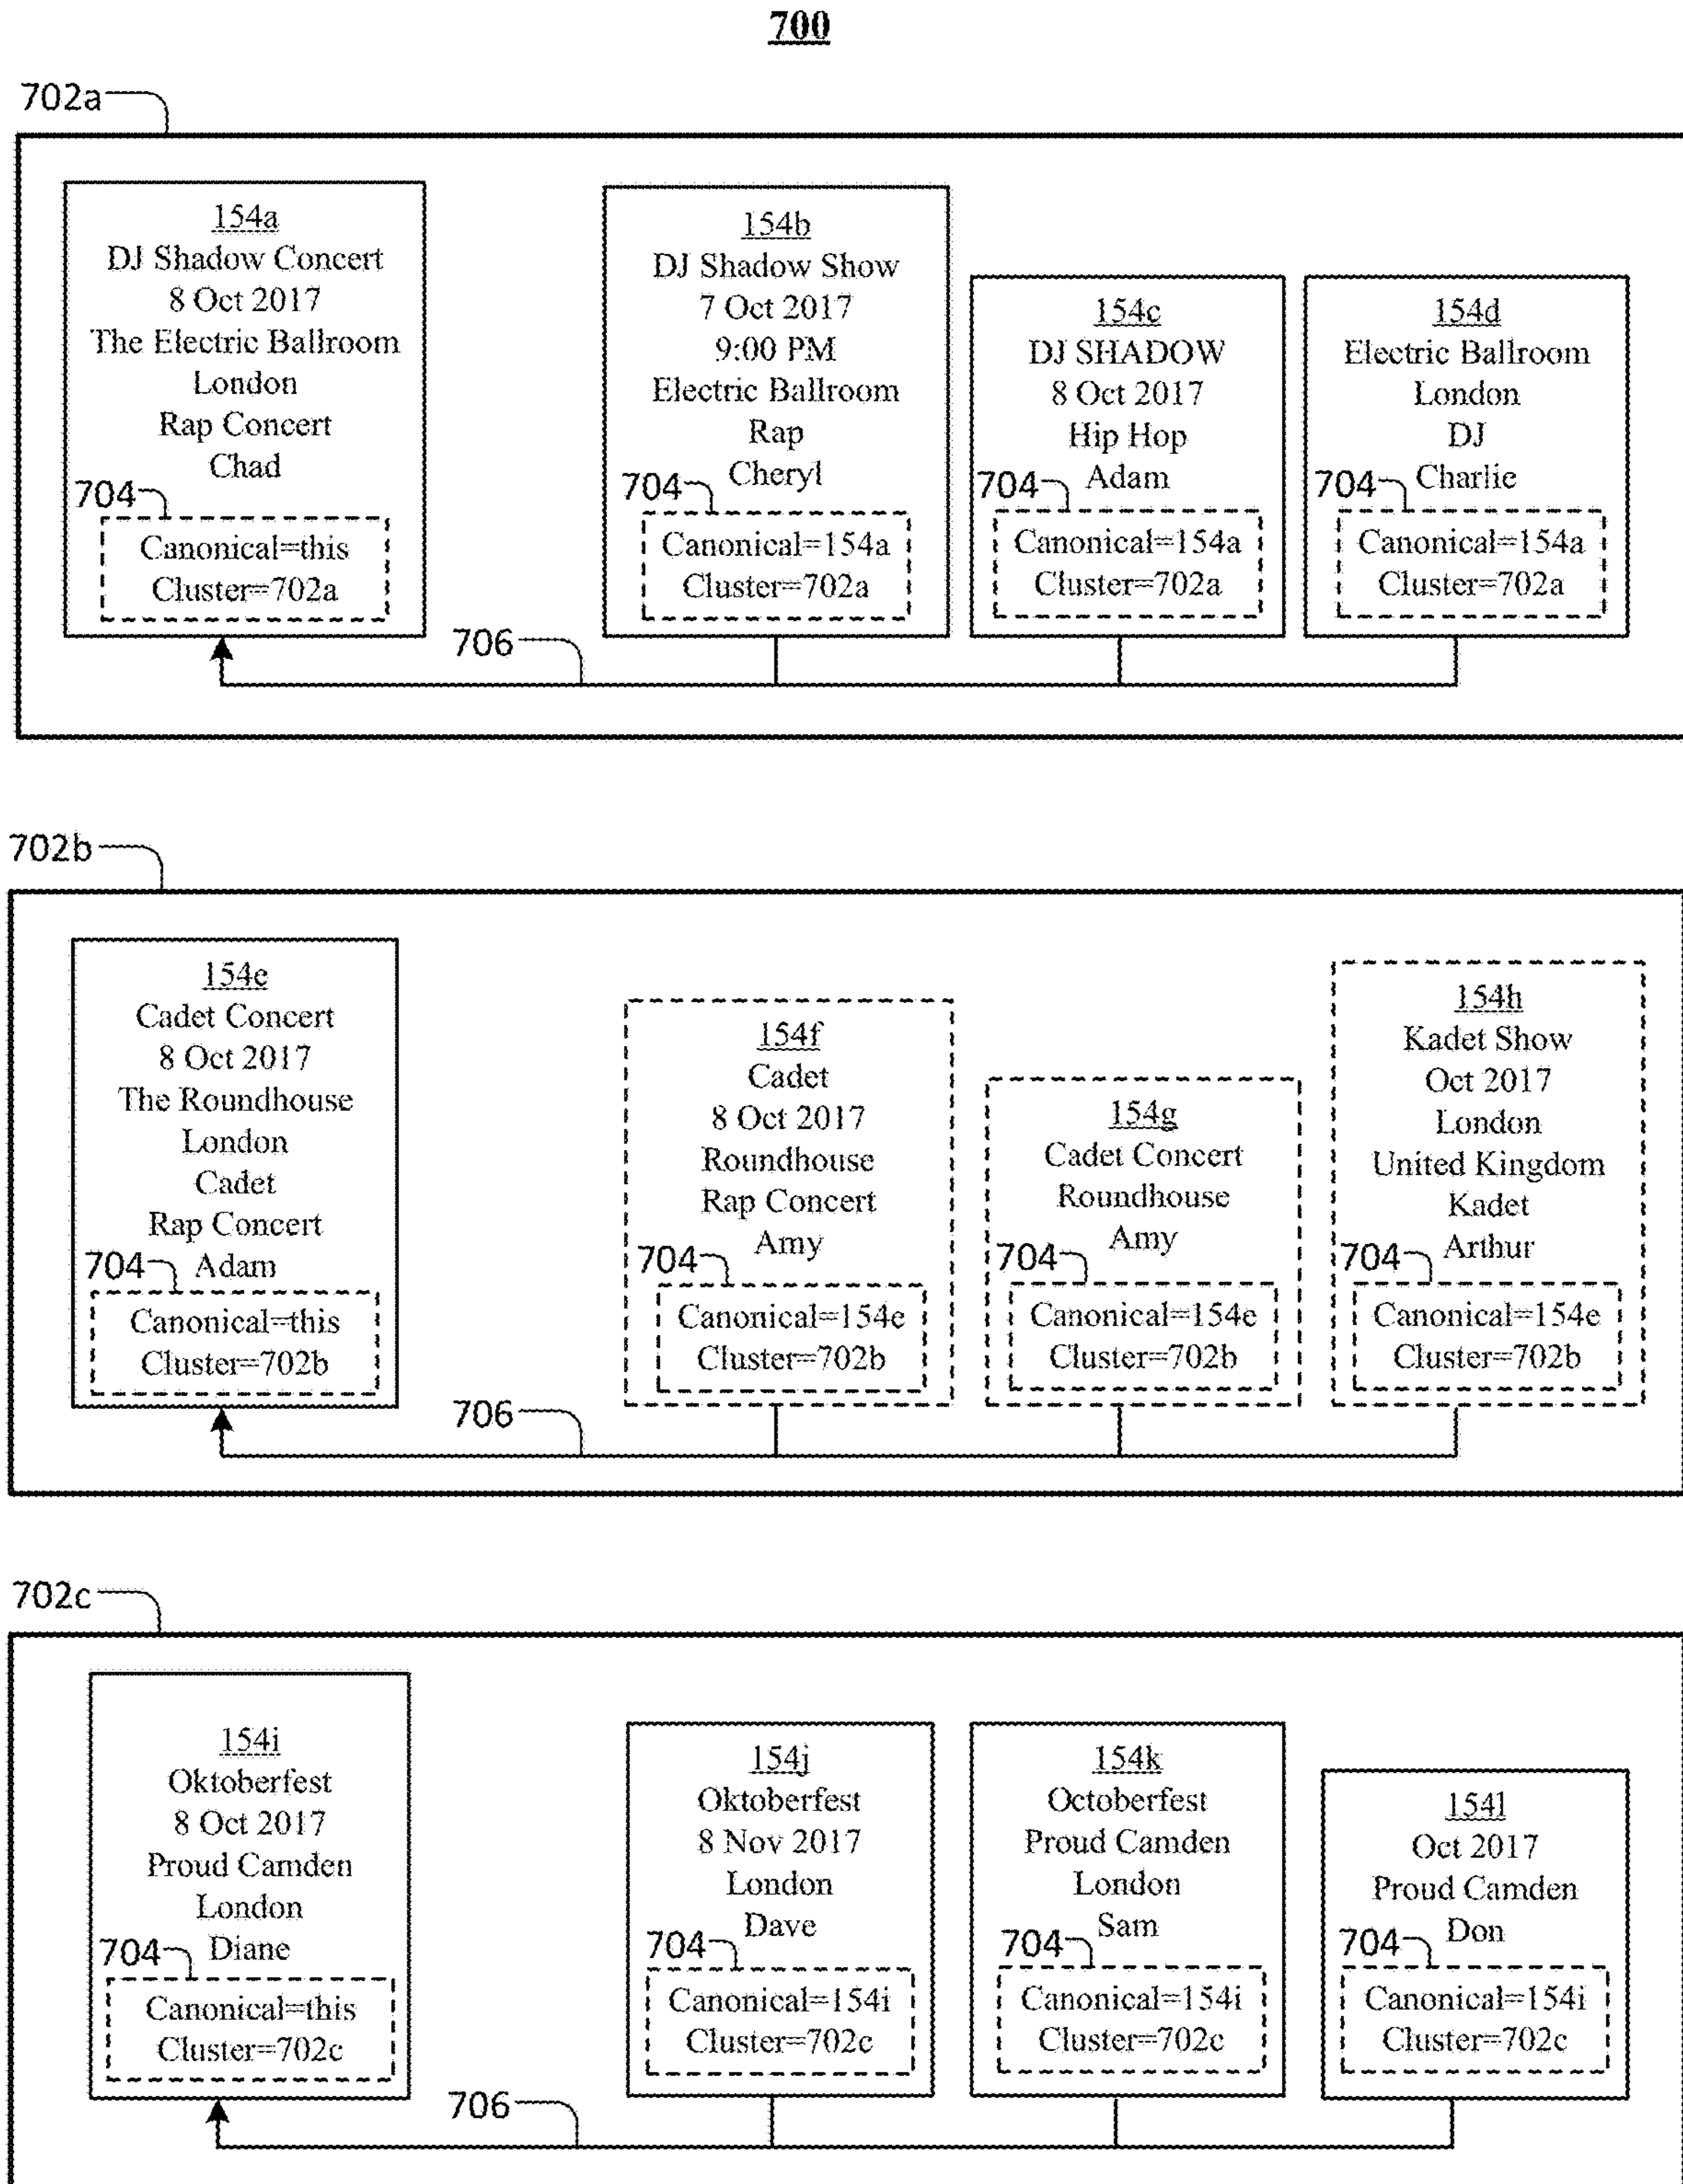 700
702a
154a
DJ Shadow Concert
8 Oct 2017
The Electric Ballroom
London
Rap Concert
Chad
704
Canonical=this
Cluster=702a
154b
DJ Shadow Show
7 Oct 2017
9:00 PM
Electric Ballroom
Rap
Cheryl
704
Canonical=154a
Cluster=702a
154c
DJ SHADOW
8 Oct 2017
Hip Hop
Adam
704
Canonical=154a
Cluster=702a
154d
Electric Ballroom
London
DJ
Charlie
704
Canonical=154a
Cluster=702a
706
702b
154e
Cadet Concert
8 Oct 2017
The Roundhouse
London
Cadet
Rap Concert
Adam
704
Canonical=this
Cluster=702b
154f
Cadet
8 Oct 2017
Roundhouse
Rap Concert
Amy
704
Canonical=154e
Cluster=702b
154g
Cadet Concert
Roundhouse
Amy
704
Canonical=154e
Cluster=702b
154h
Kadet Show
Oct 2017
London
United Kingdom
Kadet
Arthur
704
Canonical=154e
Cluster=702b
706
702c
154i
Oktoberfest
8 Oct 2017
Proud Camden
London
Diane
704
Canonical=this
Cluster=702c
154j
Oktoberfest
8 Nov 2017
London
Dave
704
Canonical=154i
Cluster=702c
154k
Octoberfest
Proud Camden
London
Sam
704
Canonical=154i
Cluster=702c
154l
Oct 2017
Proud Camden
Don
704
Canonical=154i
Cluster=702c
706